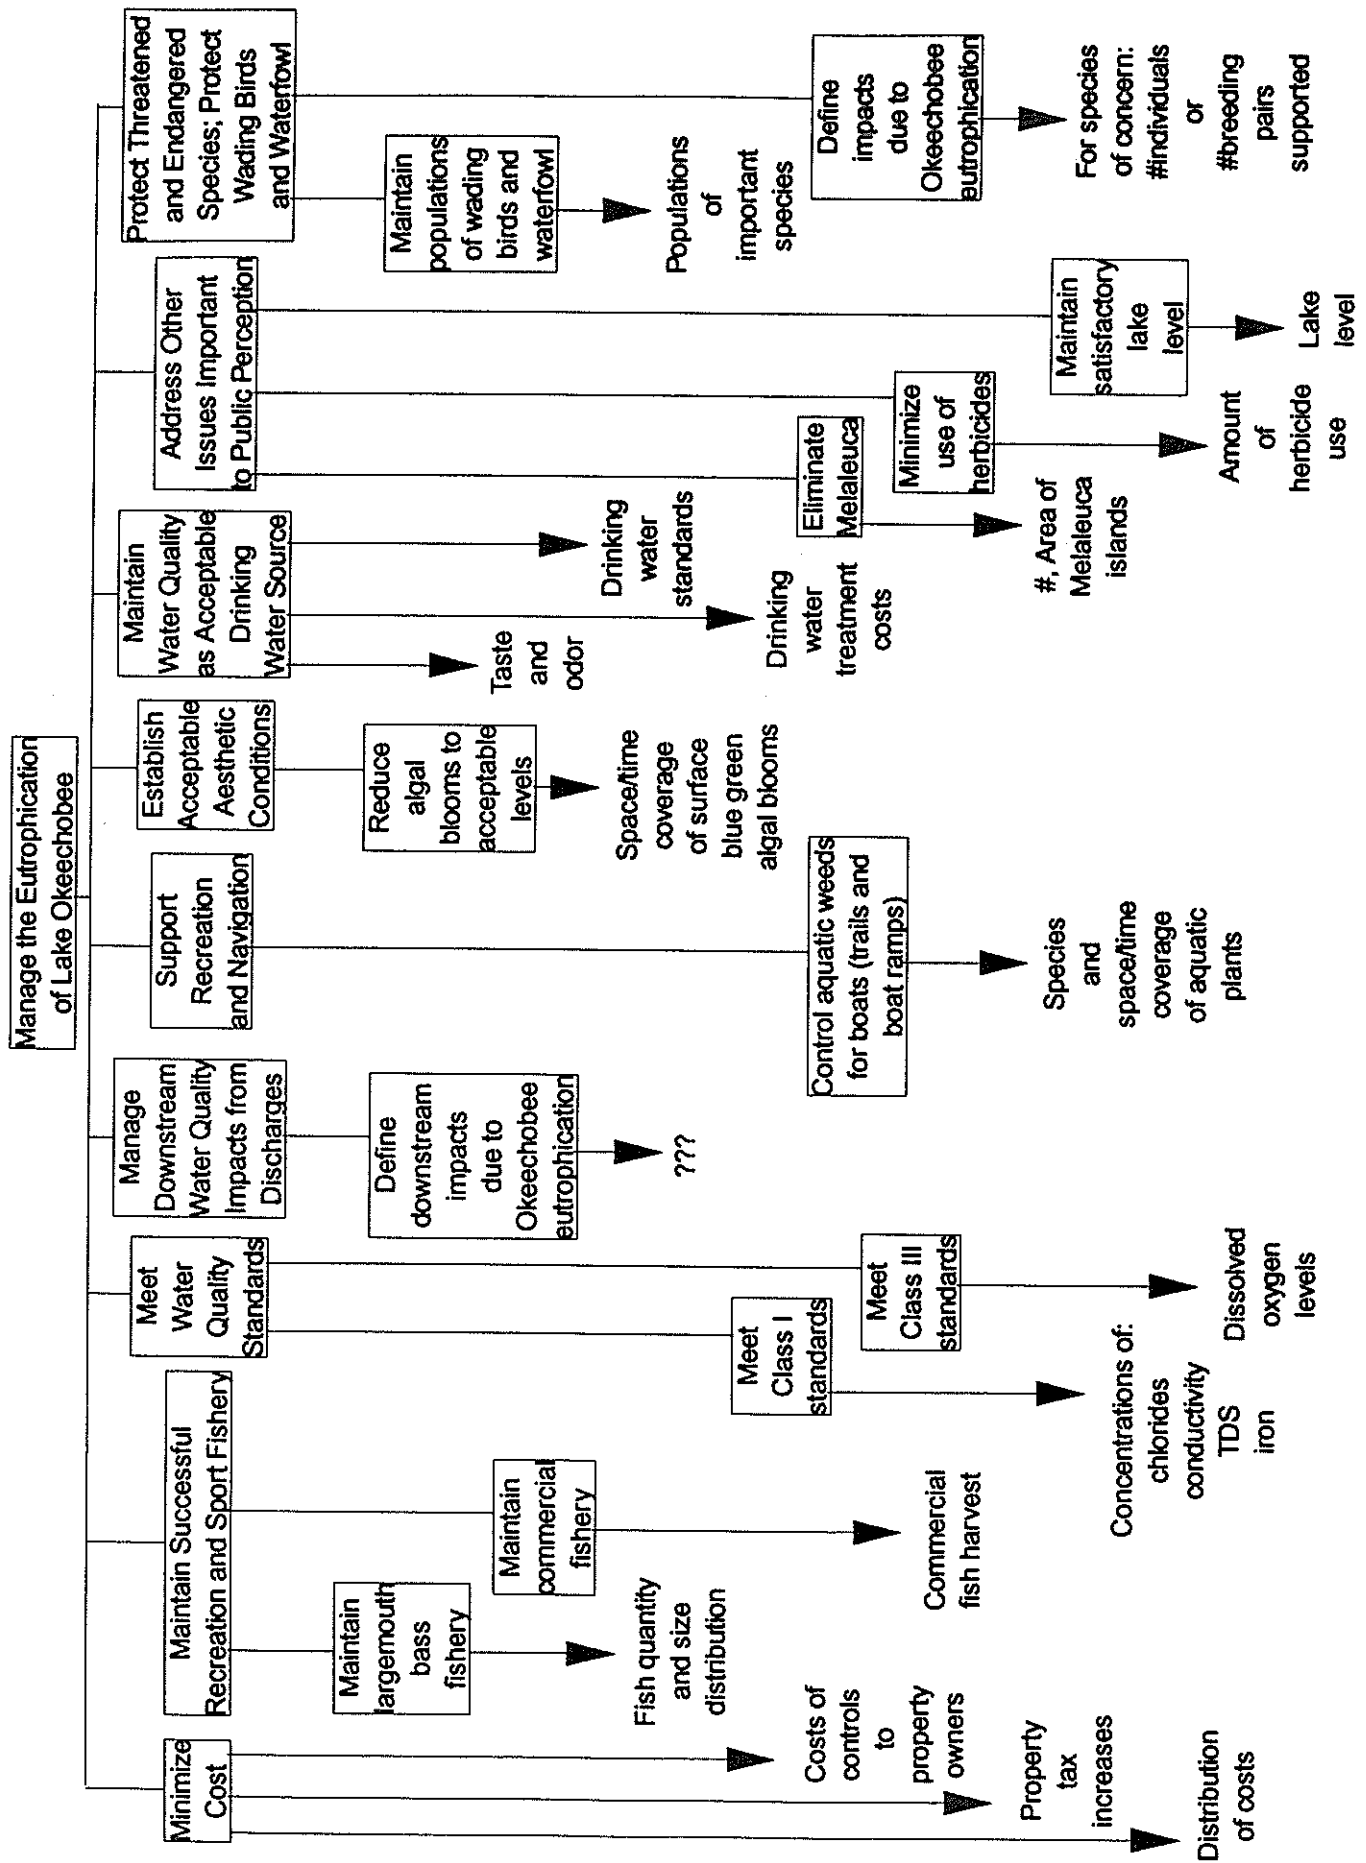 Manage the Eutrophication
of Lake Okeechobee
Minimize
Cost
Distribution
of costs
Property
tax
increases
Costs of
controls
to
property
owners
Maintain Successful
Recreation and Sport Fishery
Maintain
largemouth
bass
fishery
Fish quantity
and size
distribution
Maintain
commercial
fishery
Commercial
fish harvest
Meet
Water
Quality
Standards
Meet
Class I
standards
Concentrations of:
chlorides
conductivity
TDS
iron
Meet
Class III
standards
Dissolved
oxygen
levels
Manage
Downstream
Water Quality
Impacts from
Discharges
Define
downstream
impacts
due to
Okeechobee
eutrophication
???
Support
Recreation
and Navigation
Control aquatic weeds
for boats (trails and
boat ramps)
Species
and
space/time
coverage
of aquatic
plants
Establish
Acceptable
Aesthetic
Conditions
Reduce
algal
blooms to
acceptable
levels
Space/time
coverage
of surface
blue green
algal blooms
Maintain
Water Quality
as Acceptable
Drinking
Water Source
Taste
and
odor
Drinking
water
treatment
costs
Drinking
water
standards
Address Other
Issues Important
to Public Perception
Eliminate
Melaleuca
#, Area of
Melaleuca
islands
Minimize
use of
herbicides
Amount
of
herbicide
use
Maintain
satisfactory
lake
level
Lake
level
Protect Threatened
and Endangered
Species; Protect
Wading Birds
and Waterfowl
Maintain
populations
of wading
birds and
waterfowl
Populations
of
important
species
Define
impacts
due to
Okeechobee
eutrophication
For species
of concern:
#individuals
or
#breeding
pairs
supported